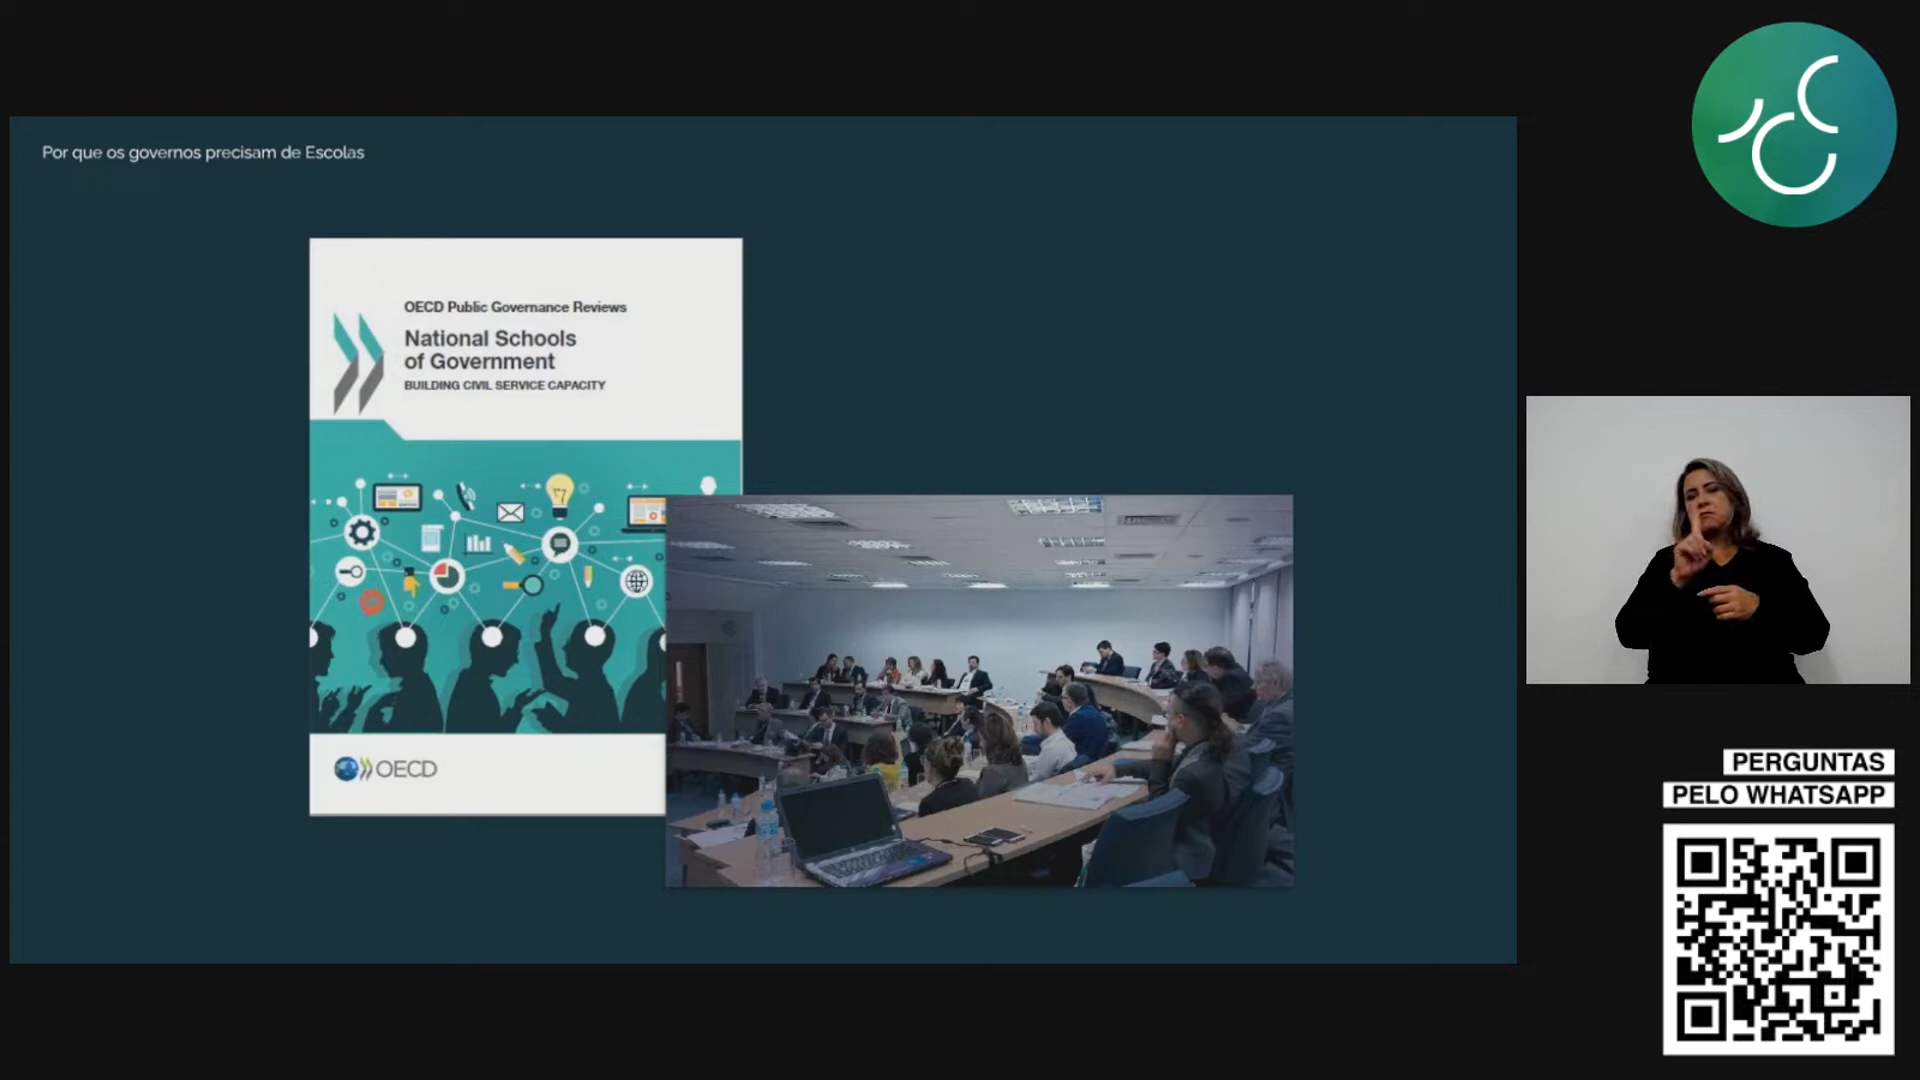 Por que os governos precisam de Escolas
OECD Public Governance Reviews
National Schools
of Government
BUILDING CIVIL SERVICE CAPACITY
OECD
PERGUNTAS
PELO WHATSAPP